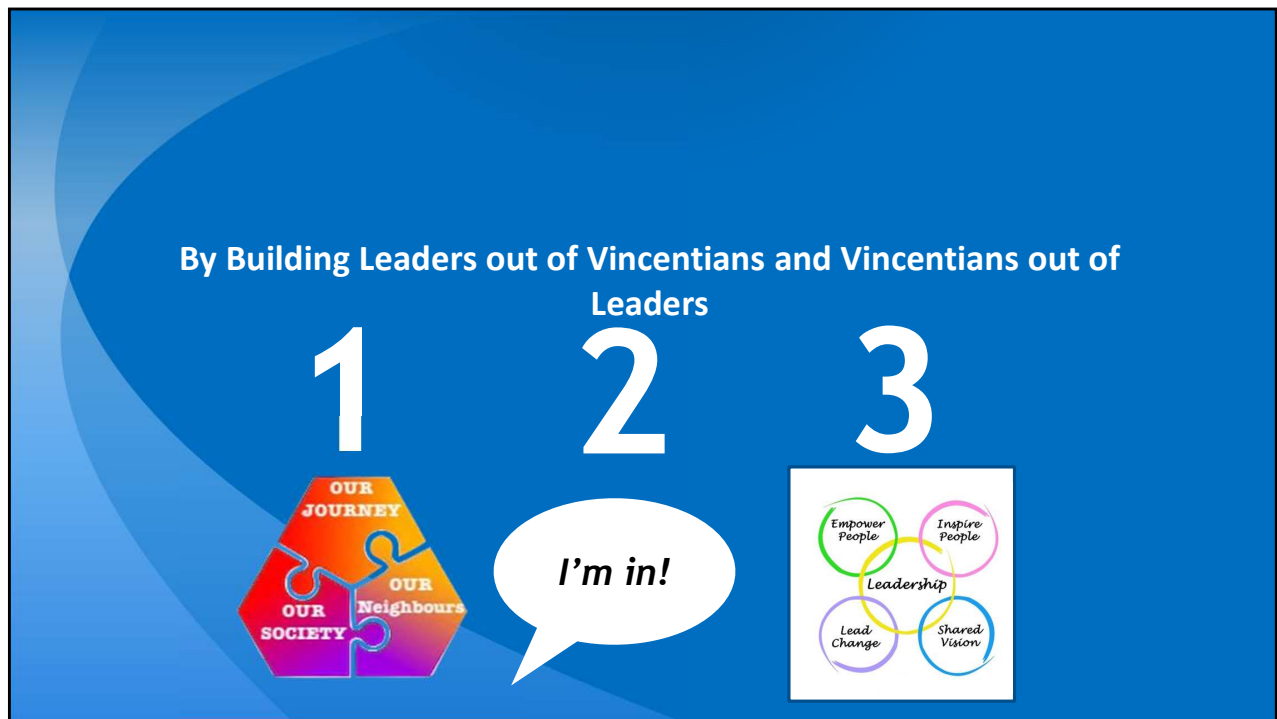 By Building Leaders out of Vincentians and Vincentians out of
Leaders
1 2 3
OUR
JOURNEY
OUR
SOCIETY
OUR
Neighbours
I'm in!
Empower
People
Inspire
People
Leadership
Lead
Change
Shared
Vision